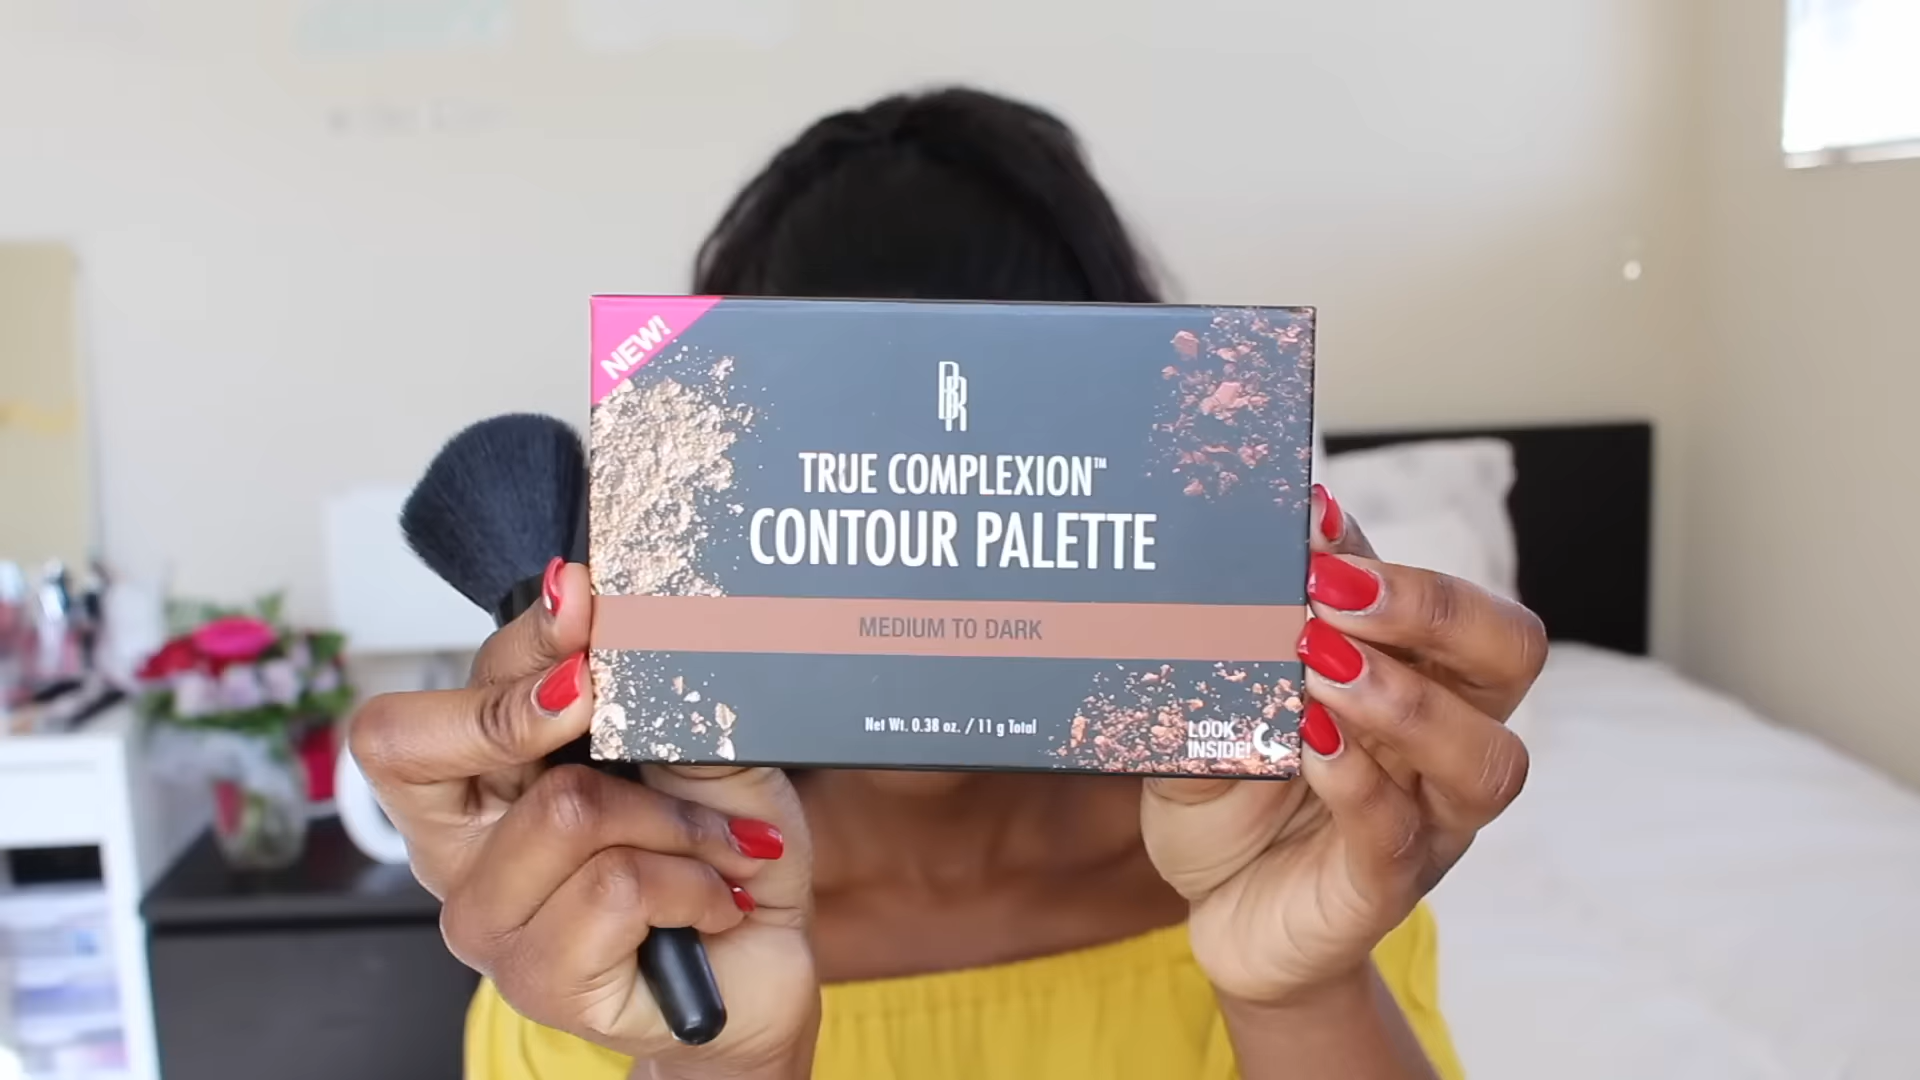 NEW!
BR
TRUE COMPLEXION™
CONTOUR PALETTE
MEDIUM TO DARK
Net Wt. 0.38 oz. / 11 g Total
LOOK
INSIDE!